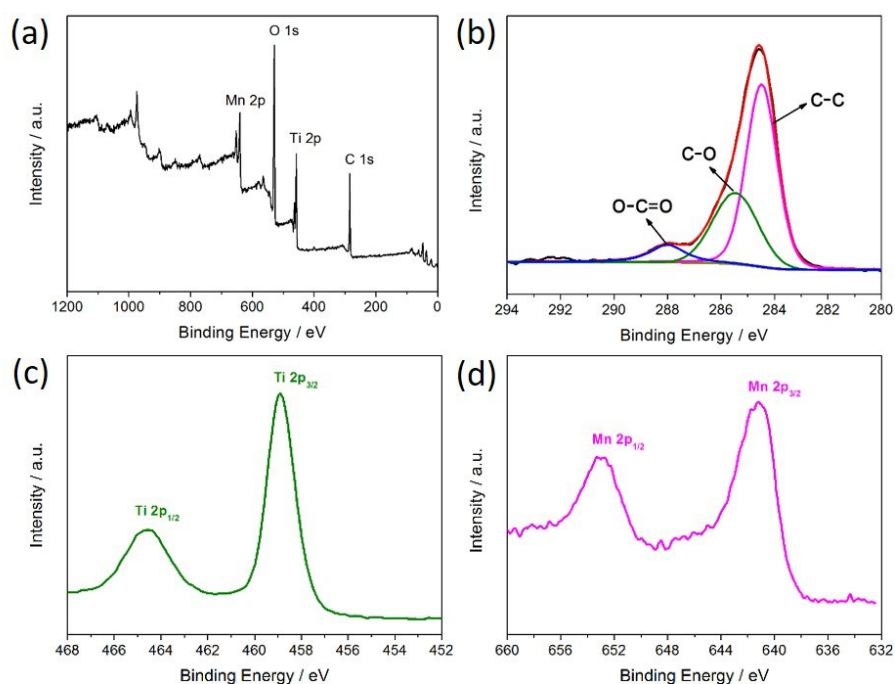 (a)
O 1s
Mn 2p
Ti 2p
C 1s
Intensity / a.u.
1200 1000 800 600 400 200 0
Binding Energy / eV
(b)
C-C
C-O
O-C=O
Intensity / a.u.
294 292 290 288 286 284 282 280
Binding Energy / eV
(c)
Ti 2p3/2
Ti 2p1/2
Intensity / a.u.
468 466 464 462 460 458 456 454 452
Binding Energy / eV
(d)
Mn 2p3/2
Mn 2p1/2
Intensity / a.u.
660 656 652 648 644 640 636 632
Binding Energy / eV